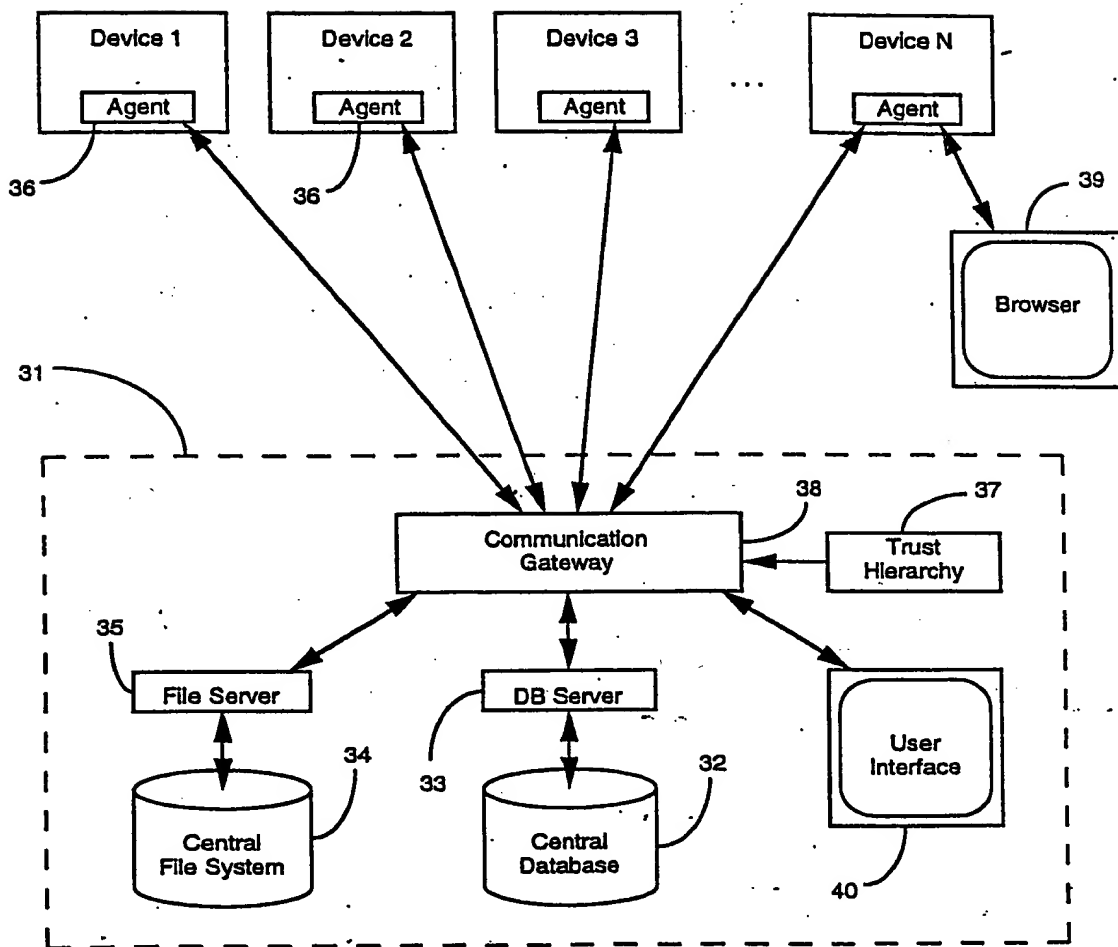 Device 1
Device 2
Device 3
...
Device N
Agent
Agent
Agent
Agent
36
36
39
Browser
31
38
37
Communication
Gateway
Trust
Hierarchy
35
File Server
DB Server
33
34
32
User
Interface
Central
File System
Central
Database
40